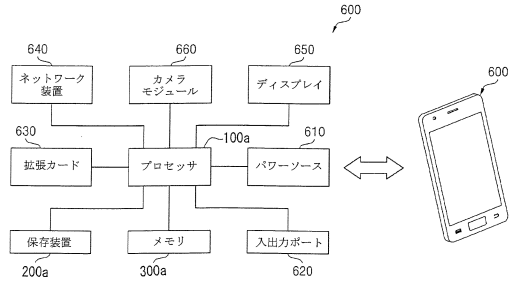 600
640
660
650
ネットワーク
装置
カメラ
モジュール
ディスプレイ
600
630
100a
610
拡張カード
プロセッサ
パワーソース
保存装置
メモリ
入出力ポート
200a
300a
620